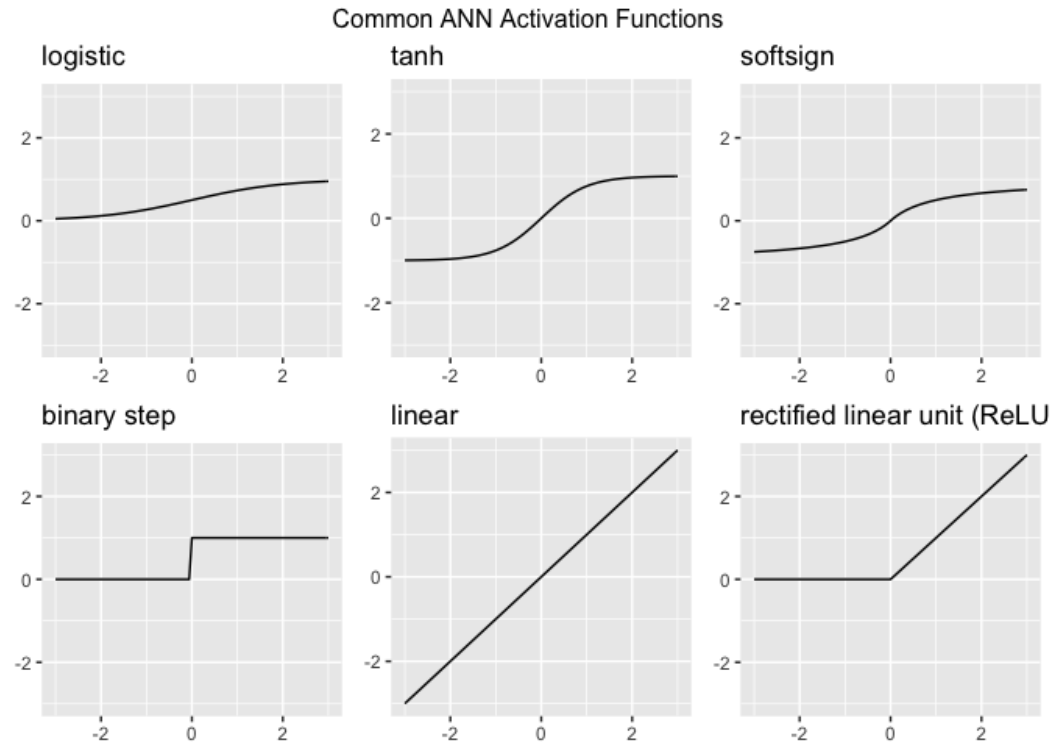 Common ANN Activation Functions
logistic
tanh
softsign
2
0
-2
-2 0 2
2
0
-2
-2 0 2
2
0
-2
-2 0 2
binary step
linear
rectified linear unit (ReLU
2
0
-2
-2 0 2
2
0
-2
-2 0 2
2
0
-2
-2 0 2